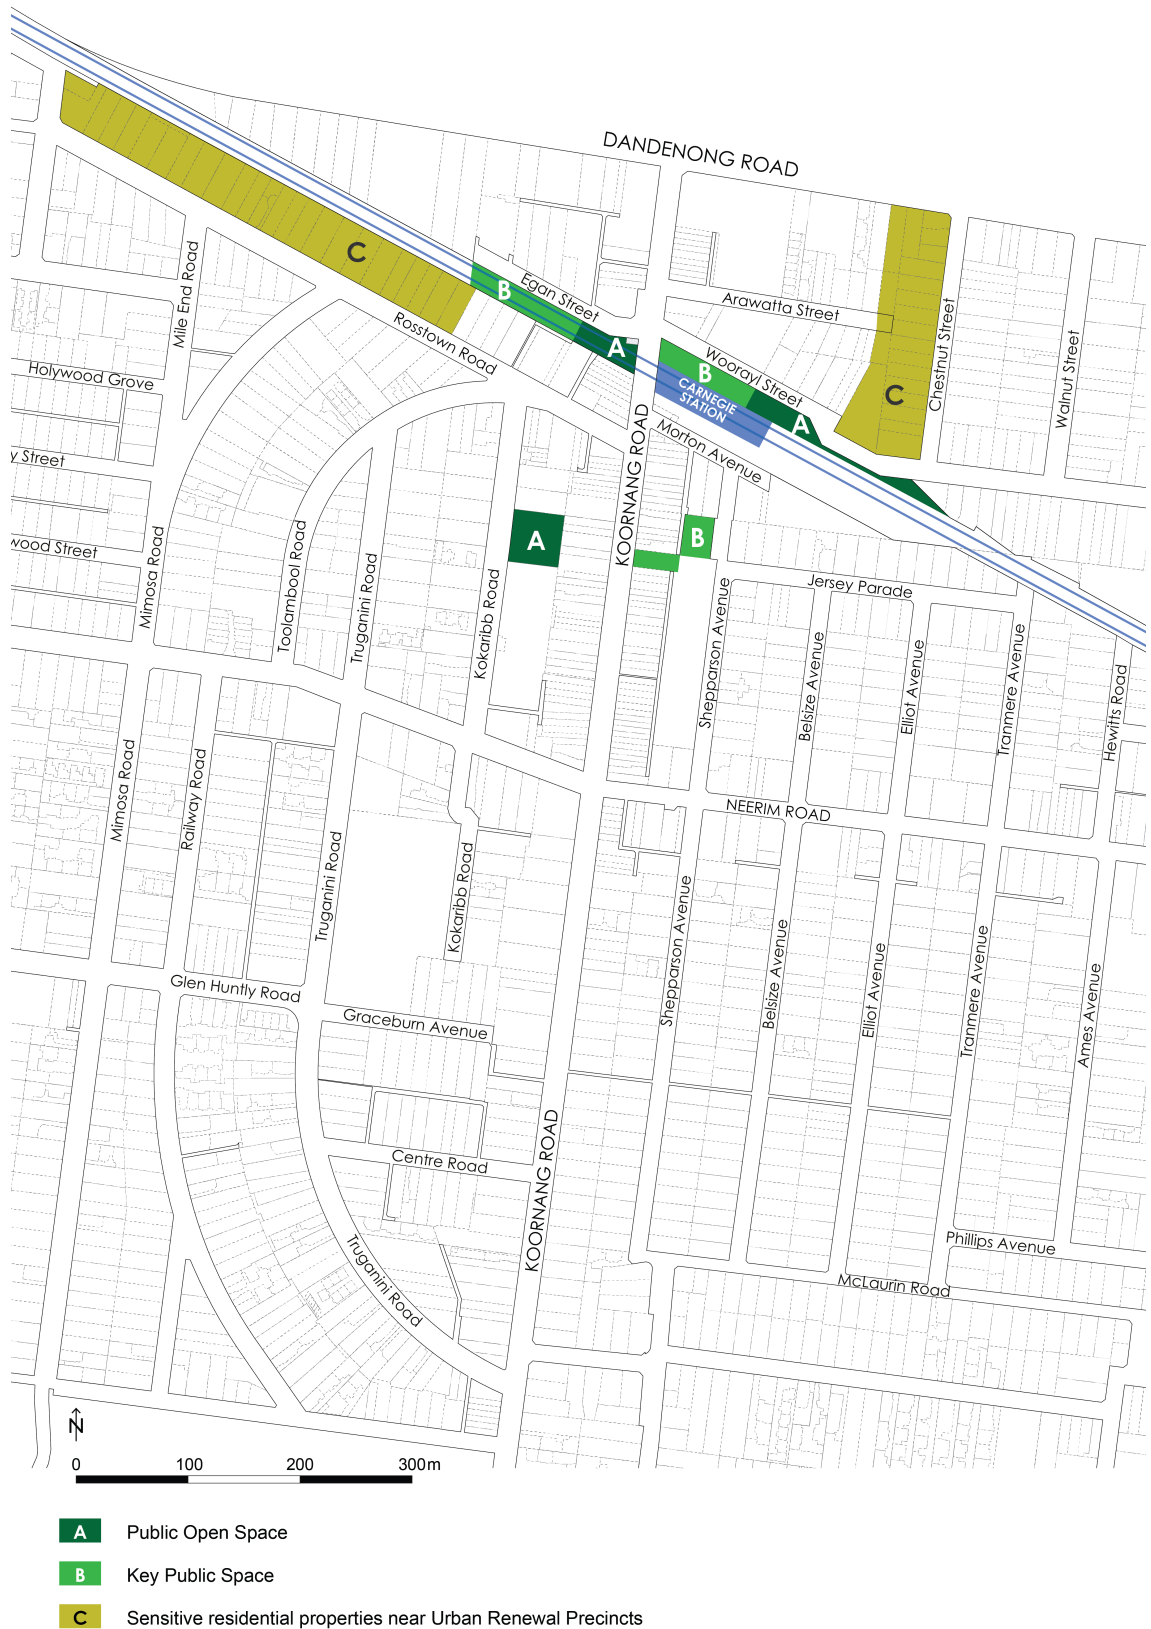 DANDENONG ROAD
C
Mile End Road
B
Egan Street
Arawatta Street
Rosstown Road
A
Woorayl Street
B
CARNEGIE
STATION
A
C
Chestnut Street
Walnut Street
Holywood Grove
y Street
wood Street
Mimosa Road
Toolambool Road
Truganini Road
Kokaribb Road
A
KOORNANG ROAD
Morton Avenue
B
Jersey Parade
Shepparson Avenue
Belsize Avenue
Elliot Avenue
Tranmere Avenue
Hewitts Road
Mimosa Road
Railway Road
Truganini Road
Kokaribb Road
NEERIM ROAD
Shepparson Avenue
Belsize Avenue
Elliot Avenue
Tranmere Avenue
Ames Avenue
Glen Huntly Road
Graceburn Avenue
Centre Road
KOORNANG ROAD
Truganini Road
Phillips Avenue
McLaurin Road
N
0 100 200 300m
A Public Open Space
B Key Public Space
C Sensitive residential properties near Urban Renewal Precincts